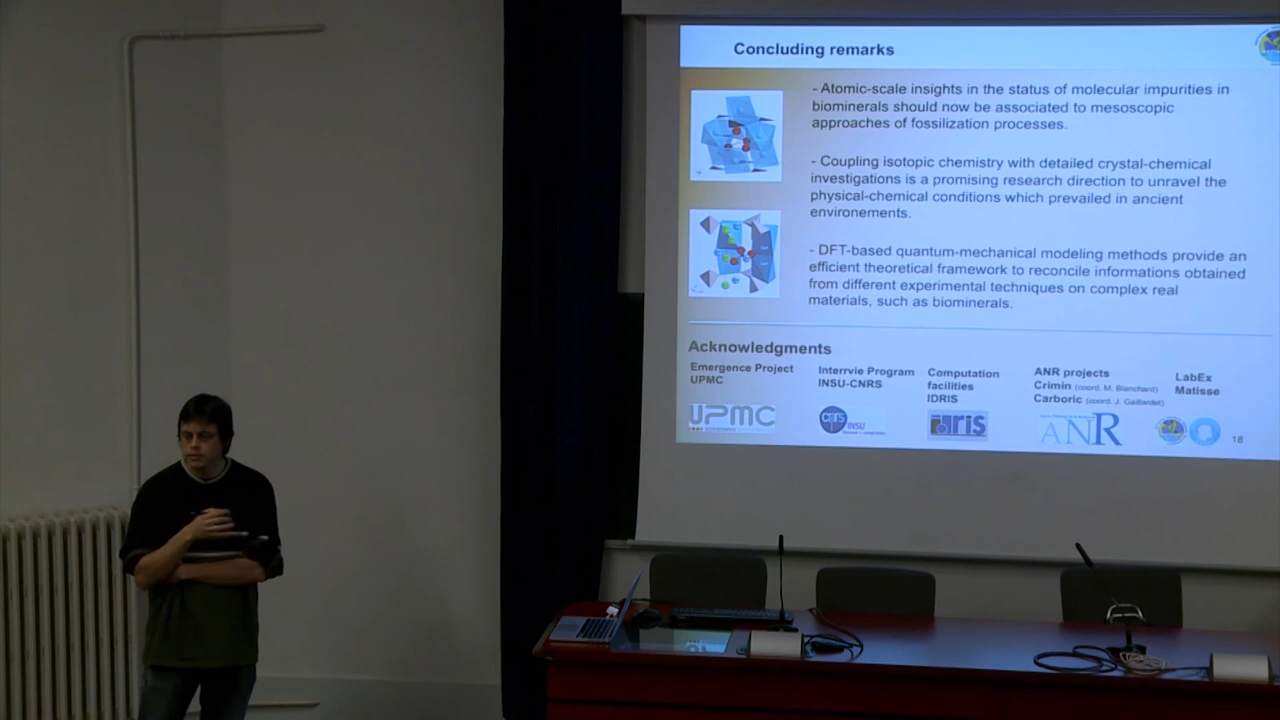 Concluding remarks
- Atomic-scale insights in the status of molecular impurities in
biominerals should now be associated to mesoscopic
approaches of fossilization processes.
- Coupling isotopic chemistry with detailed crystal-chemical
investigations is a promising research direction to unravel the
physical-chemical conditions which prevailed in ancient
environements.
- DFT-based quantum-mechanical modeling methods provide an
efficient theoretical framework to reconcile informations obtained
from different experimental techniques on complex real
materials, such as biominerals.
Acknowledgments
Emergence Project
UPMC
Interrvie Program
INSU-CNRS
Computation
facilities
IDRIS
ANR projects
Crimin (coord. M. Blanchard)
Carboric (coord. J. Gaillardet)
LabEx
Matisse
UPMC
cnrs
INSU
idris
ANR
18